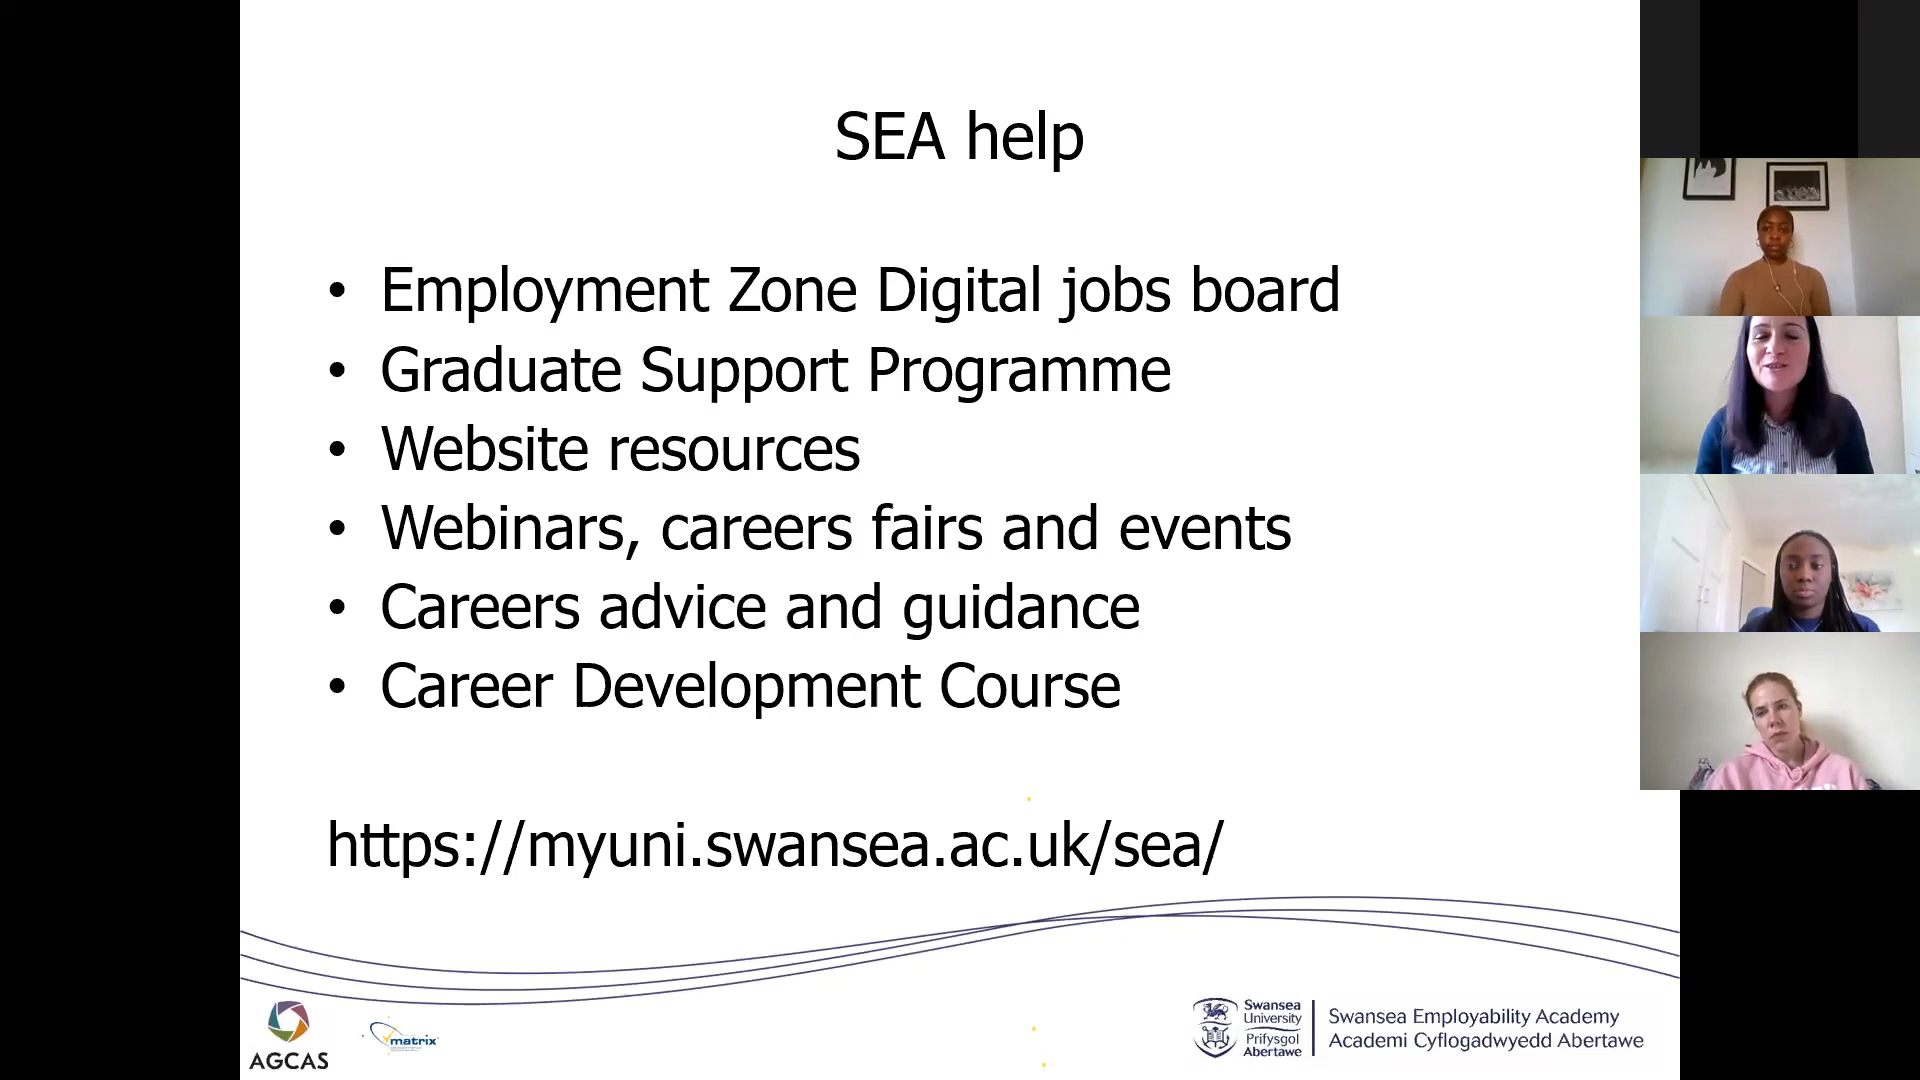 SEA help
• Employment Zone Digital jobs board
• Graduate Support Programme
• Website resources
• Webinars, careers fairs and events
• Careers advice and guidance
• Career Development Course
https://myuni.swansea.ac.uk/sea/
AGCAS
matrix
Swansea
University
Prifysgol
Abertawe
Swansea Employability Academy
Academi Cyflogadwyedd Abertawe